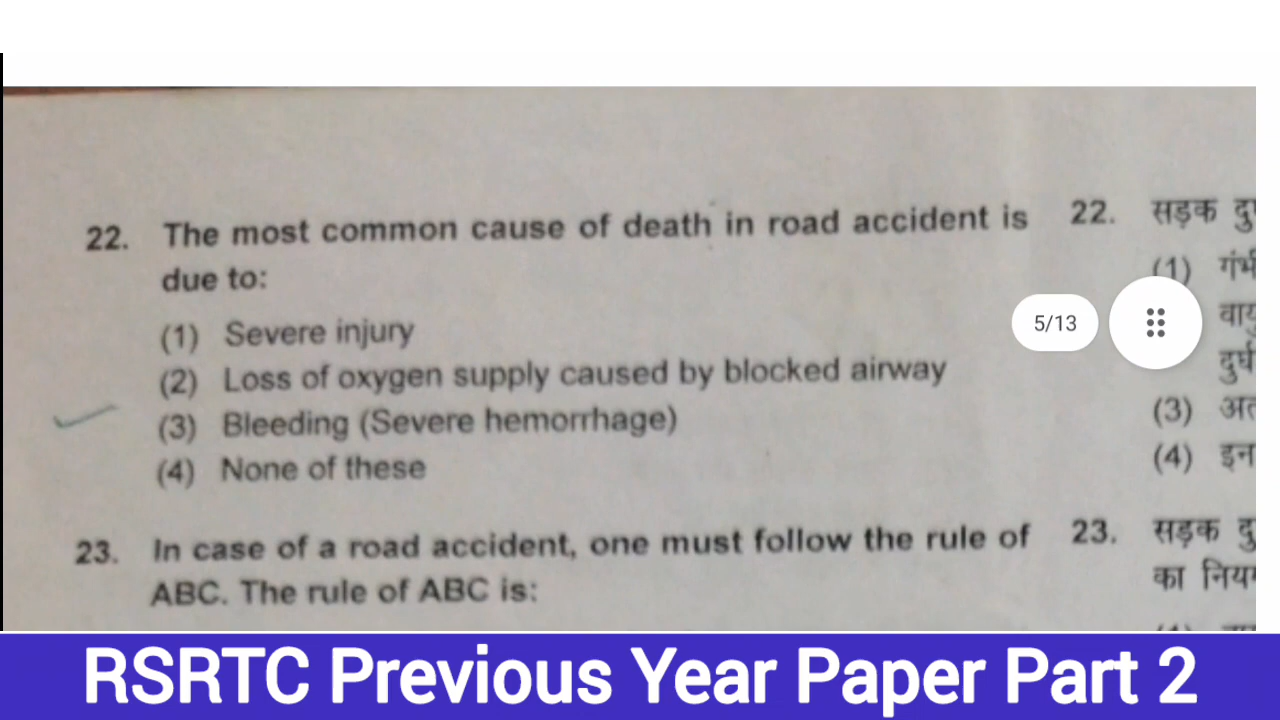 22. The most common cause of death in road accident is
due to:
(1) Severe injury
(2) Loss of oxygen supply caused by blocked airway
(3) Bleeding (Severe hemorrhage)
(4) None of these
23. In case of a road accident, one must follow the rule of
ABC. The rule of ABC is:
22. सड़क
(1)
(3)
(4)
23. सड़क
का
5/13
RSRTC Previous Year Paper Part 2